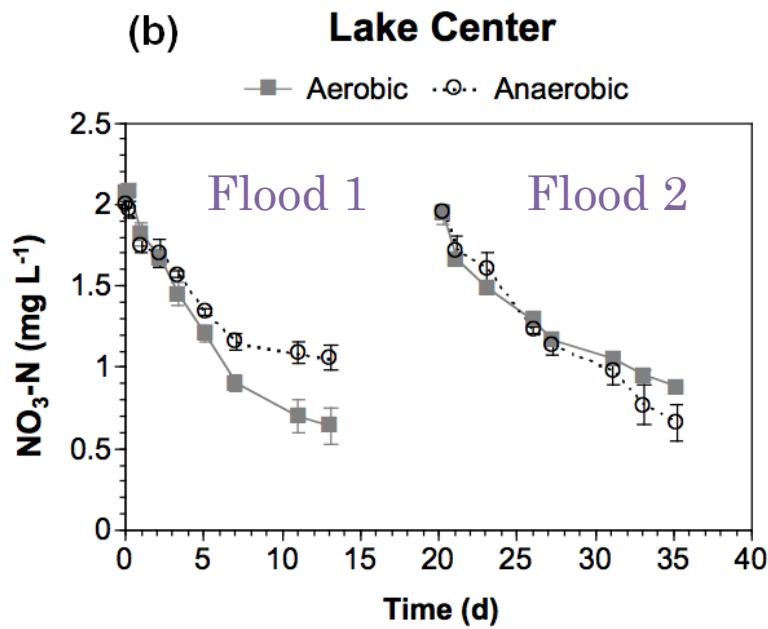 (b) Lake Center
Aerobic Anaerobic
Flood 1 Flood 2
2.5
2
1.5
1
0.5
0
NO₃-N (mg L⁻¹)
0 5 10 15 20 25 30 35 40
Time (d)